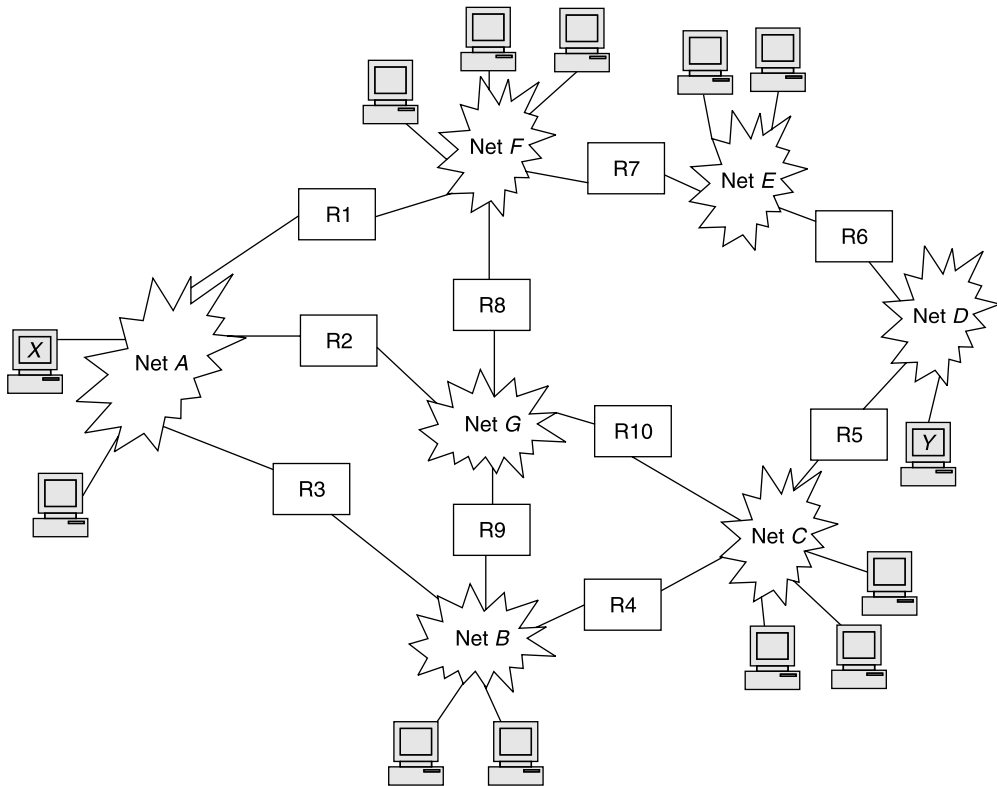 Net F
R7
Net E
R1
R6
R8
Net D
R2
X
Net A
Net G
R10
R5
Y
R3
R9
Net C
R4
Net B